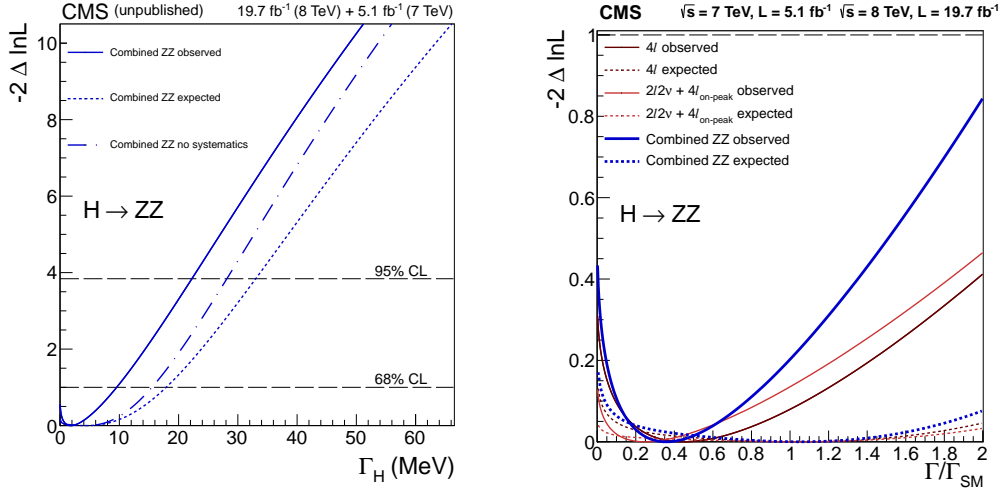 CMS (unpublished) 19.7 fb⁻¹ (8 TeV) + 5.1 fb⁻¹ (7 TeV)
-2 Δ lnL
10
8
6
4
2
0
Combined ZZ observed
Combined ZZ expected
Combined ZZ no systematics
H → ZZ
95% CL
68% CL
0 10 20 30 40 50 60
Γ_H (MeV)
CMS √s = 7 TeV, L = 5.1 fb⁻¹ √s = 8 TeV, L = 19.7 fb⁻¹
-2 Δ lnL
1
0.8
0.6
0.4
0.2
0
4l observed
4l expected
2l2ν + 4l_on-peak observed
2l2ν + 4l_on-peak expected
Combined ZZ observed
Combined ZZ expected
H → ZZ
0 0.2 0.4 0.6 0.8 1 1.2 1.4 1.6 1.8 2
Γ/Γ_SM